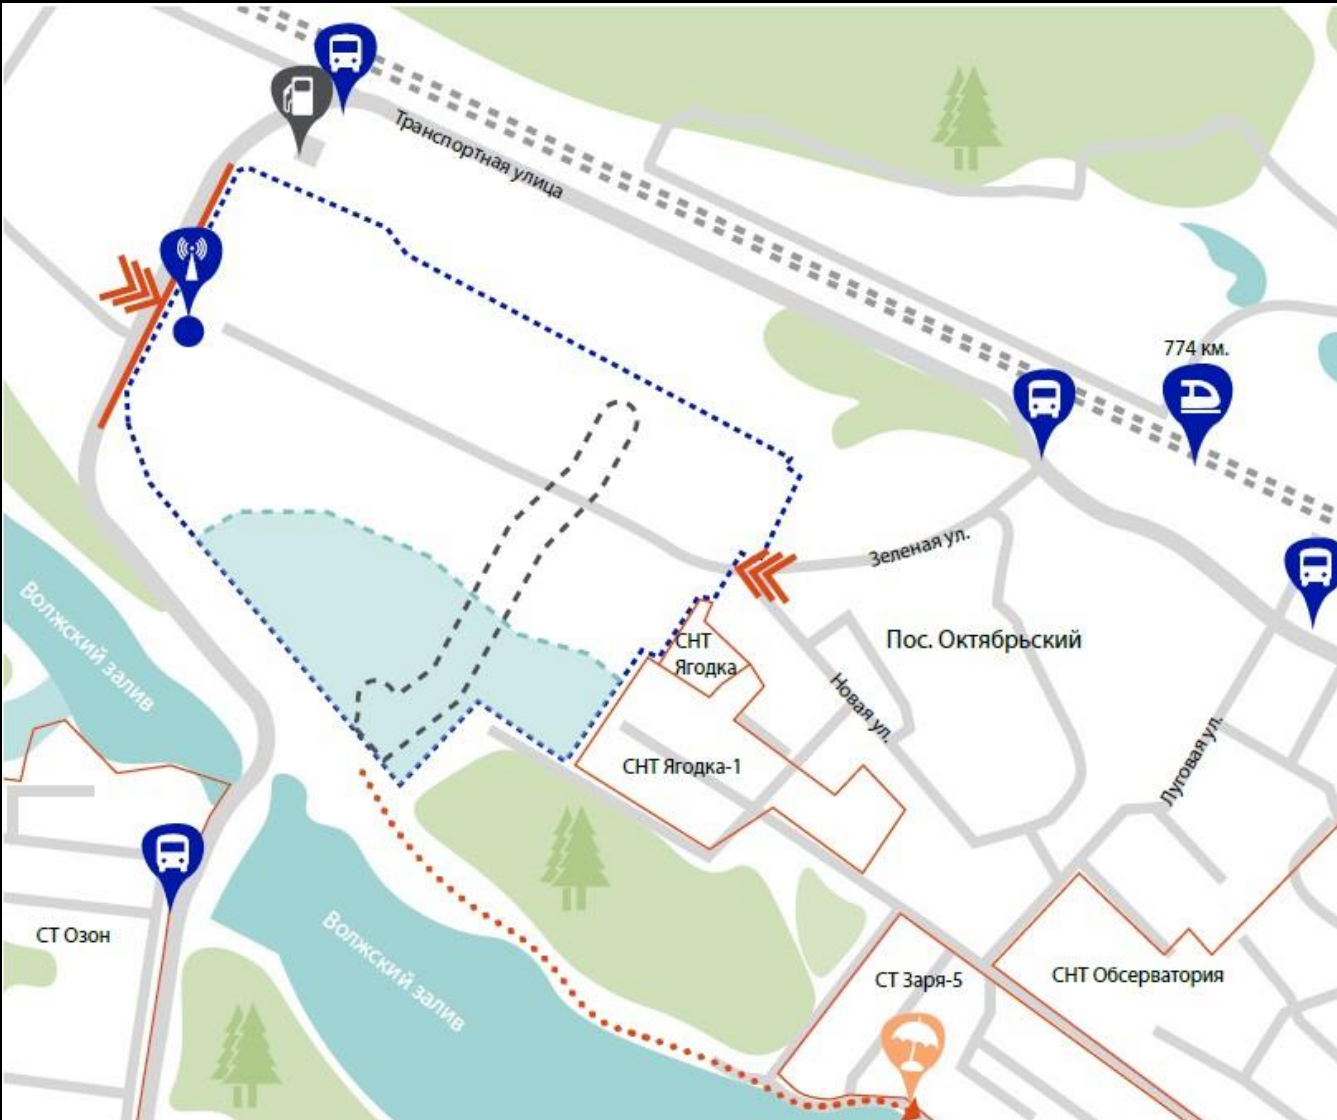 Транспортная улица
774 км.
Зеленая ул.
Волжский залив
СНТ
Ягодка
Пос. Октябрьский
Новая ул.
СНТ Ягодка-1
Луговая ул.
СТ Озон
Волжский залив
СТ Заря-5
СНТ Обсерватория